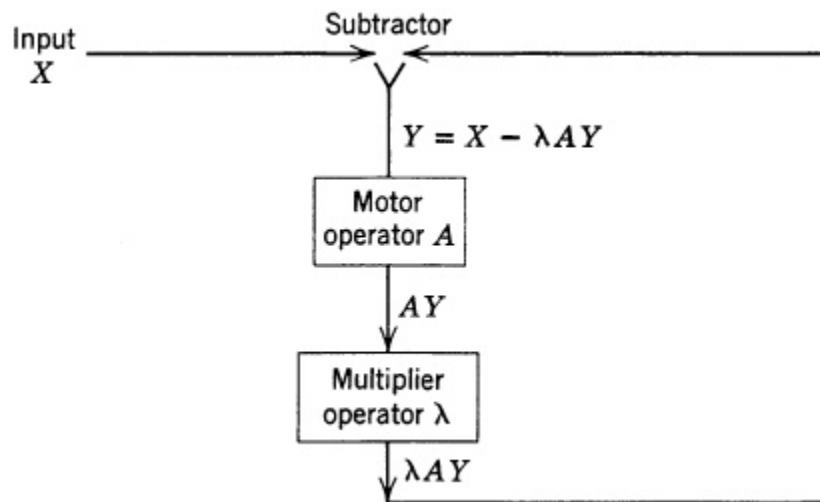 Subtractor
Input
X
Y = X − λAY
Motor
operator A
AY
Multiplier
operator λ
λAY